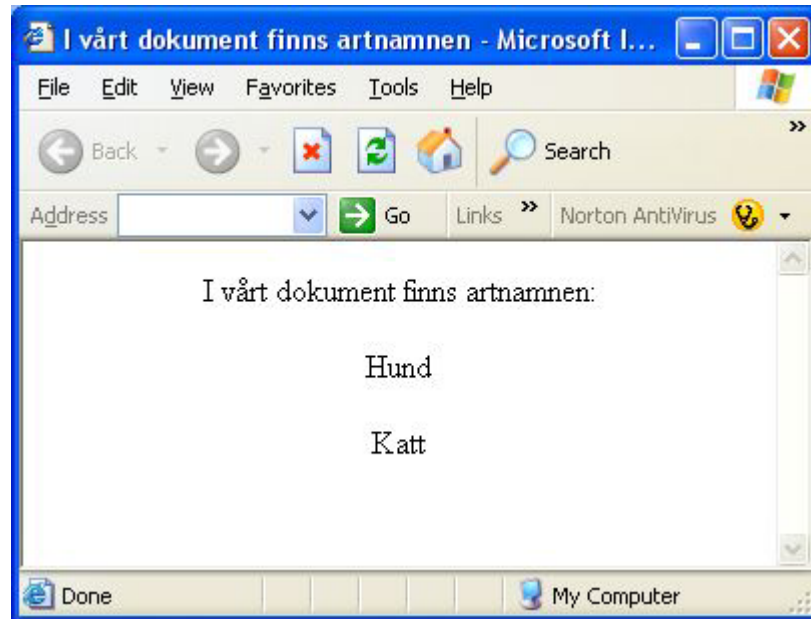 I vårt dokument finns artnamnen - Microsoft I...
File Edit View Favorites Tools Help
Back Search »
Address Go Links » Norton AntiVirus
I vårt dokument finns artnamnen:
Hund
Katt
Done My Computer